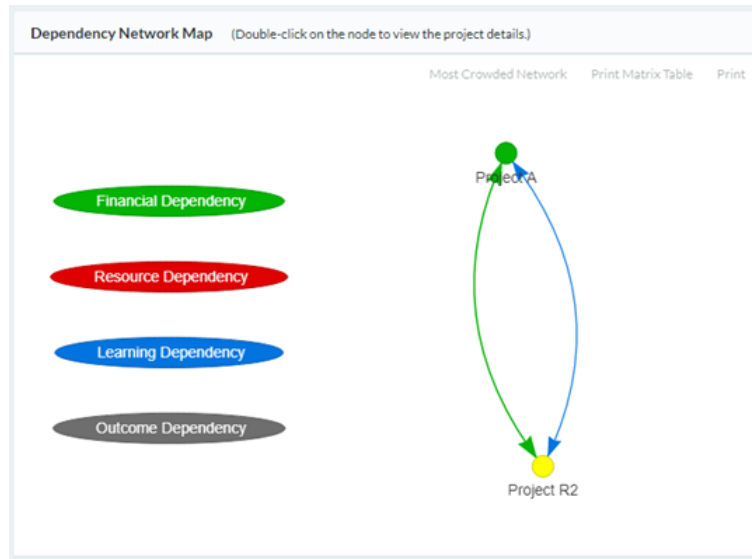 Dependency Network Map (Double-click on the node to view the project details.)
Most Crowded Network Print Matrix Table Print
Project A
Financial Dependency
Resource Dependency
Learning Dependency
Outcome Dependency
Project R2